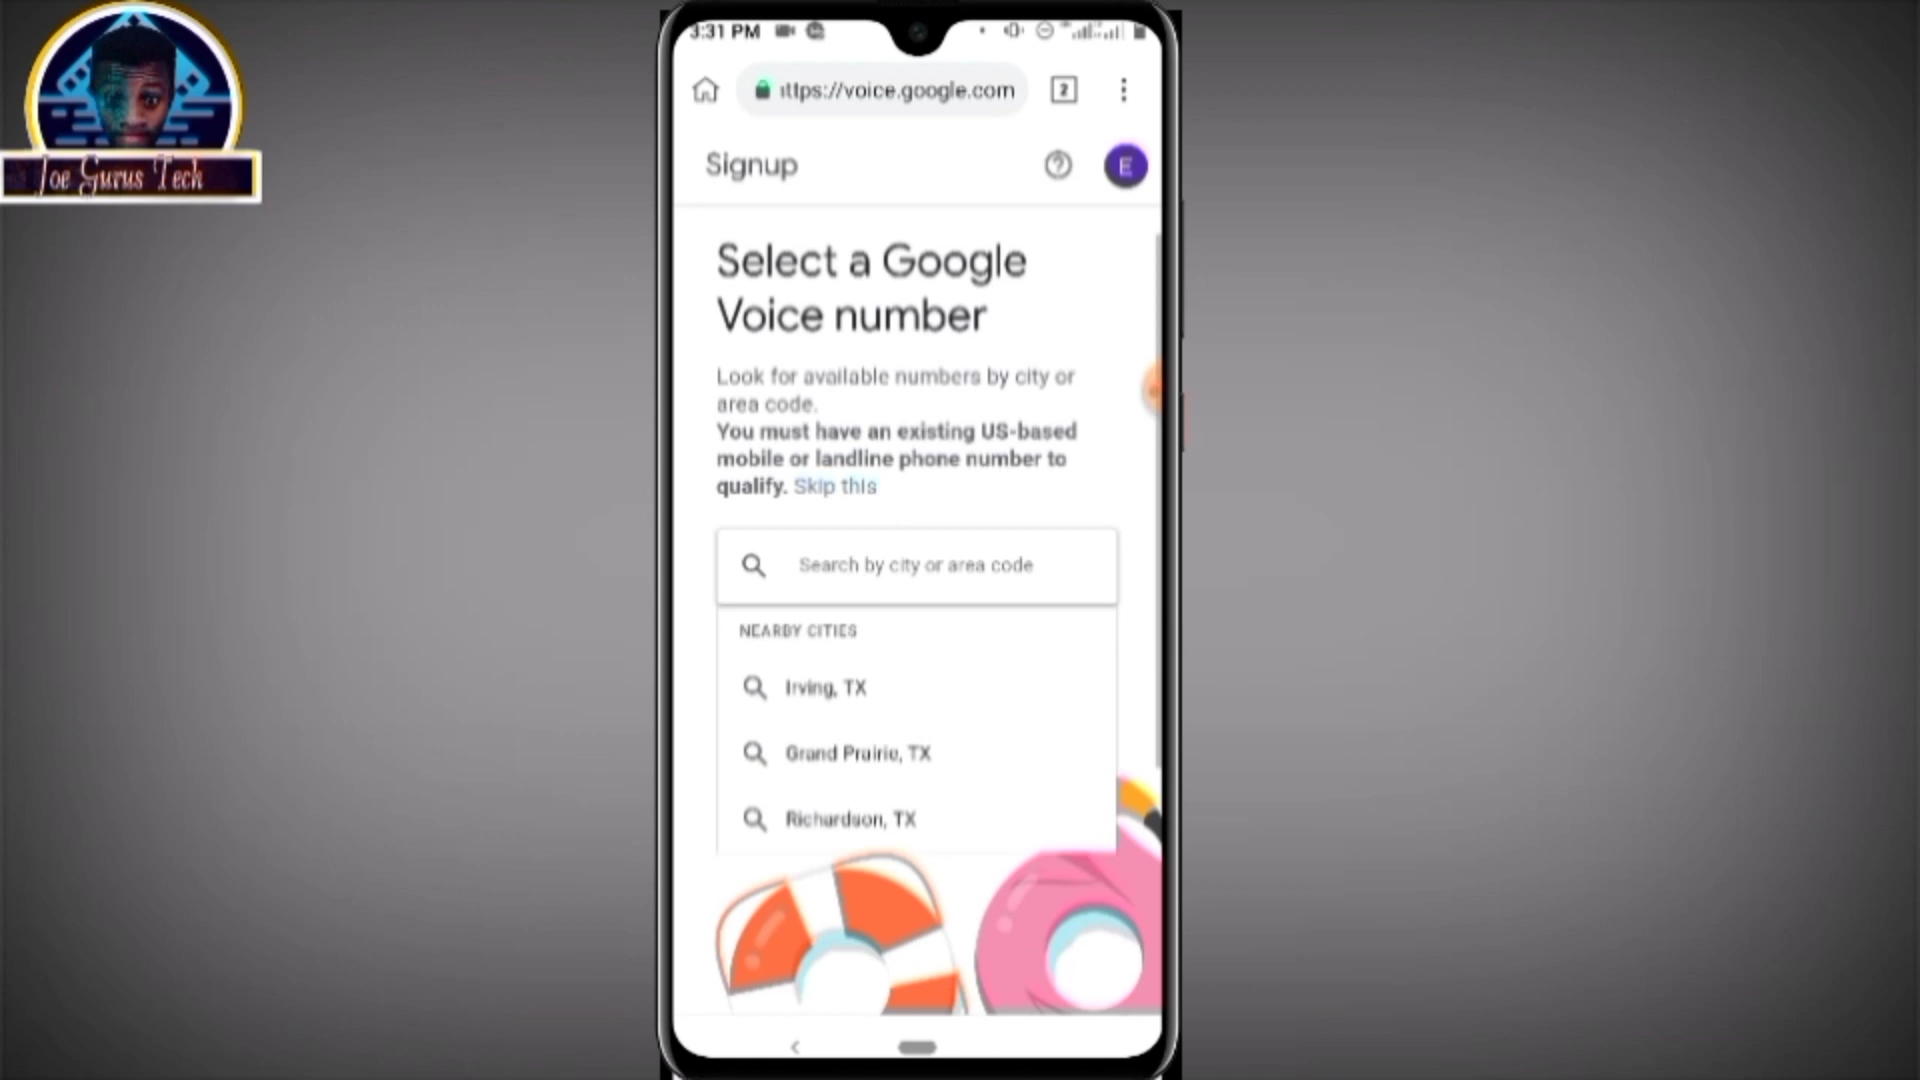 Joe Gurus Tech
3:31 PM
ttps://voice.google.com
2
Signup
E
Select a Google
Voice number
Look for available numbers by city or
area code.
You must have an existing US-based
mobile or landline phone number to
qualify. Skip this
Search by city or area code
NEARBY CITIES
Irving, TX
Grand Prairie, TX
Richardson, TX